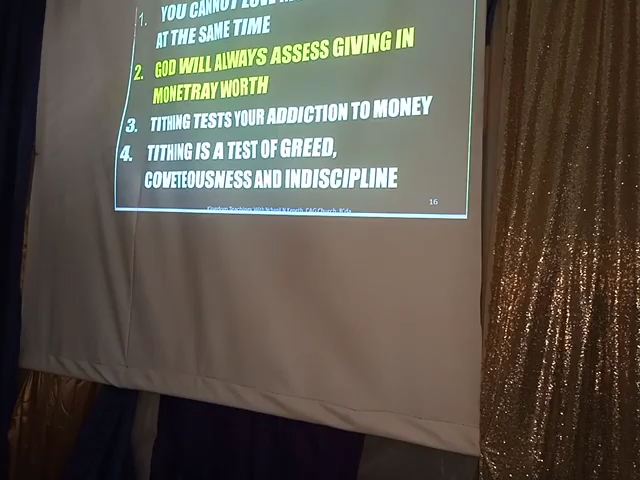 1. YOU CANNOT LOVE
AT THE SAME TIME
2. GOD WILL ALWAYS ASSESS GIVING IN
MONETRAY WORTH
3. TITHING TESTS YOUR ADDICTION TO MONEY
4. TITHING IS A TEST OF GREED,
COVETEOUSNESS AND INDISCIPLINE
16